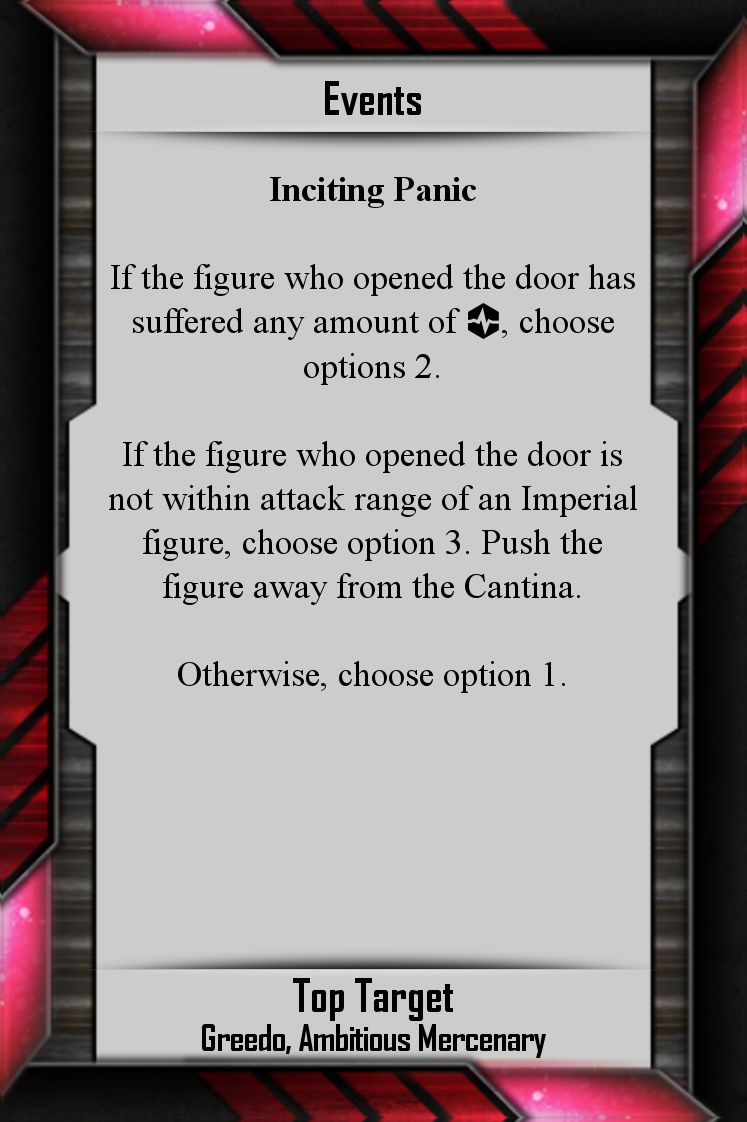 Events
Inciting Panic
If the figure who opened the door has
suffered any amount of , choose
options 2.
If the figure who opened the door is
not within attack range of an Imperial
figure, choose option 3. Push the
figure away from the Cantina.
Otherwise, choose option 1.
Top Target
Greedo, Ambitious Mercenary